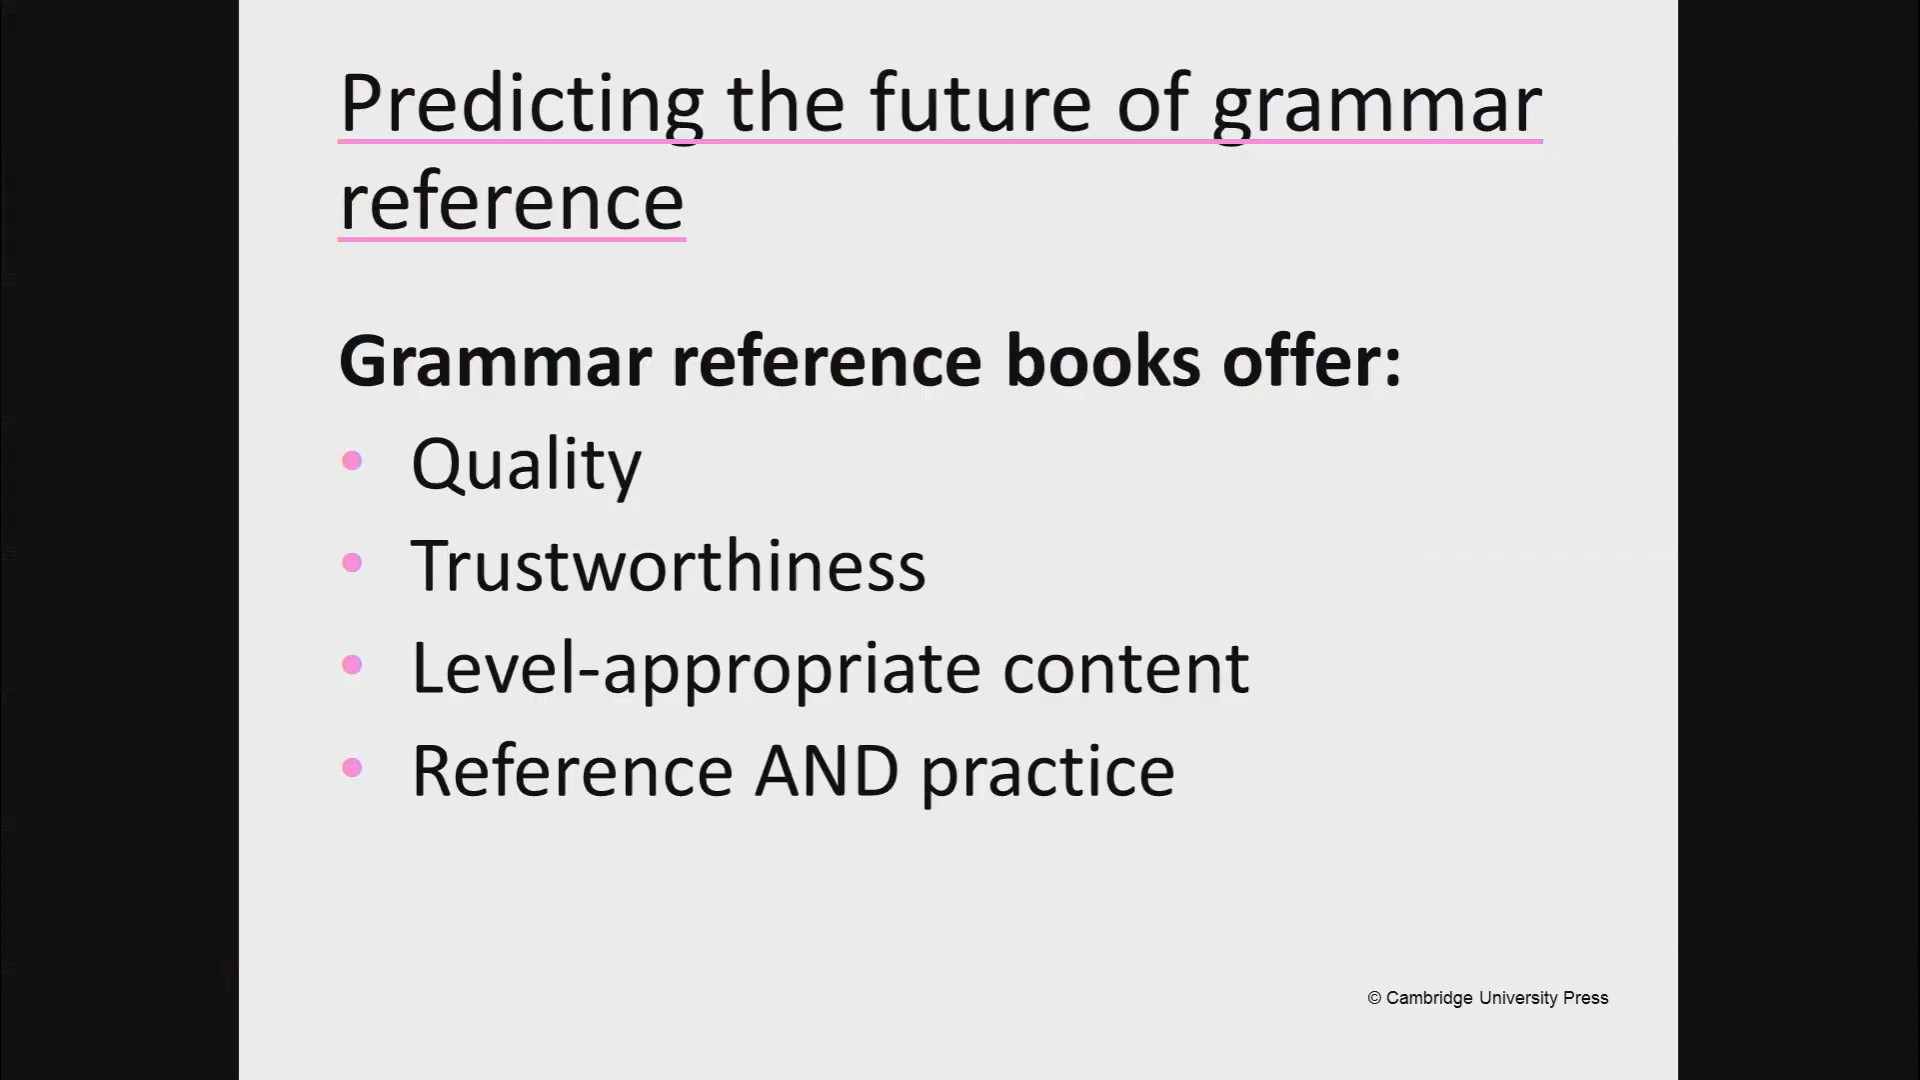 Predicting the future of grammar
reference
Grammar reference books offer:
• Quality
• Trustworthiness
• Level-appropriate content
• Reference AND practice
© Cambridge University Press